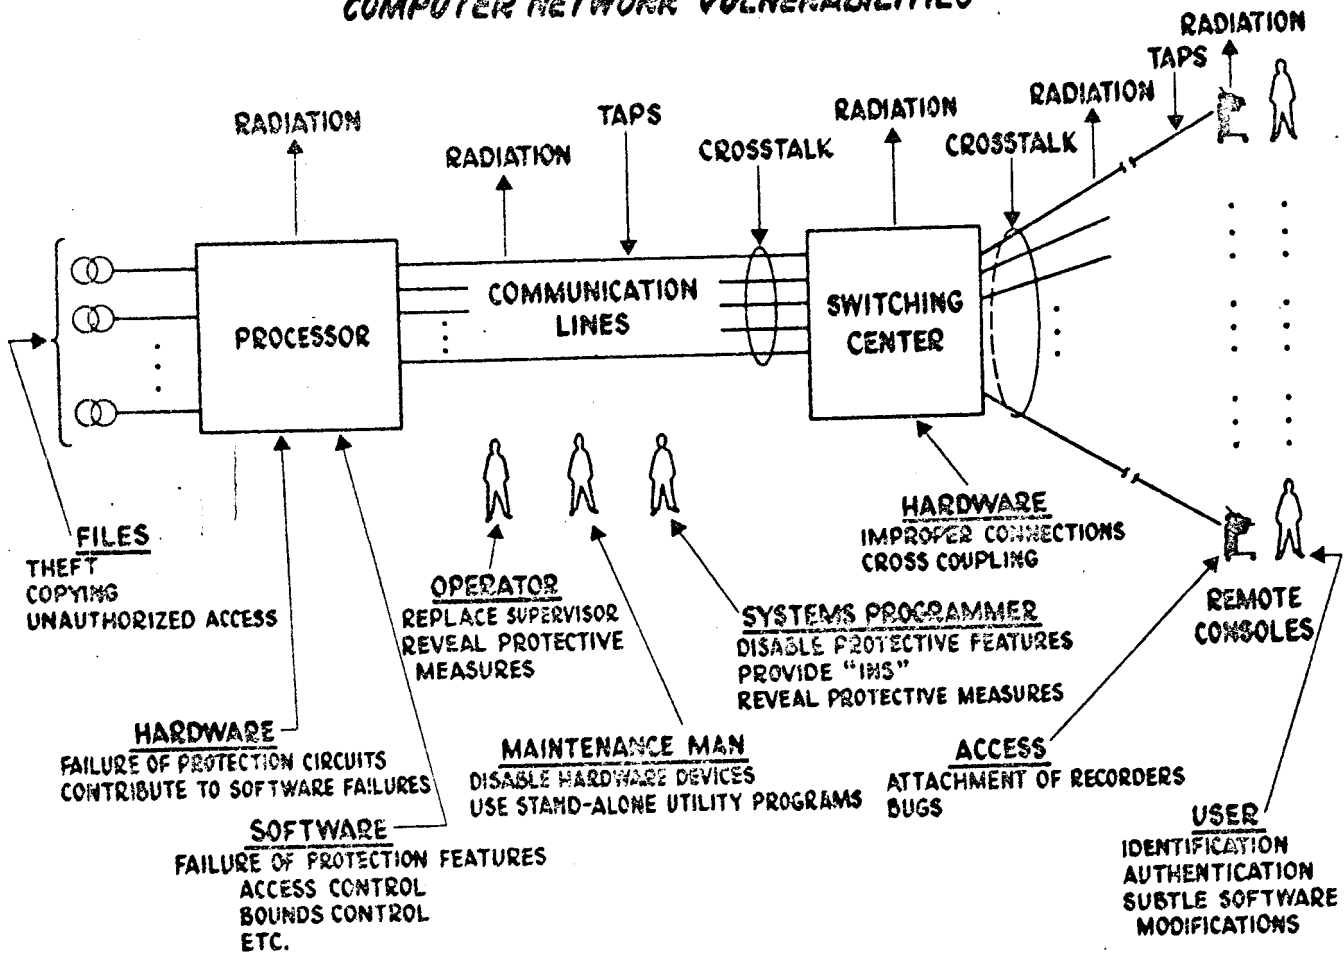 COMPUTER NETWORK VULNERABILITIES
RADIATION
TAPS
RADIATION
RADIATION
TAPS
CROSSTALK
RADIATION
RADIATION
CROSSTALK
PROCESSOR
COMMUNICATION
LINES
SWITCHING
CENTER
FILES
THEFT
COPYING
UNAUTHORIZED ACCESS
OPERATOR
REPLACE SUPERVISOR
REVEAL PROTECTIVE
MEASURES
HARDWARE
IMPROPER CONNECTIONS
CROSS COUPLING
SYSTEMS PROGRAMMER
DISABLE PROTECTIVE FEATURES
PROVIDE "INS"
REVEAL PROTECTIVE MEASURES
REMOTE
CONSOLES
HARDWARE
FAILURE OF PROTECTION CIRCUITS
CONTRIBUTE TO SOFTWARE FAILURES
MAINTENANCE MAN
DISABLE HARDWARE DEVICES
USE STAND-ALONE UTILITY PROGRAMS
ACCESS
ATTACHMENT OF RECORDERS
BUGS
SOFTWARE
FAILURE OF PROTECTION FEATURES
ACCESS CONTROL
BOUNDS CONTROL
ETC.
USER
IDENTIFICATION
AUTHENTICATION
SUBTLE SOFTWARE
MODIFICATIONS